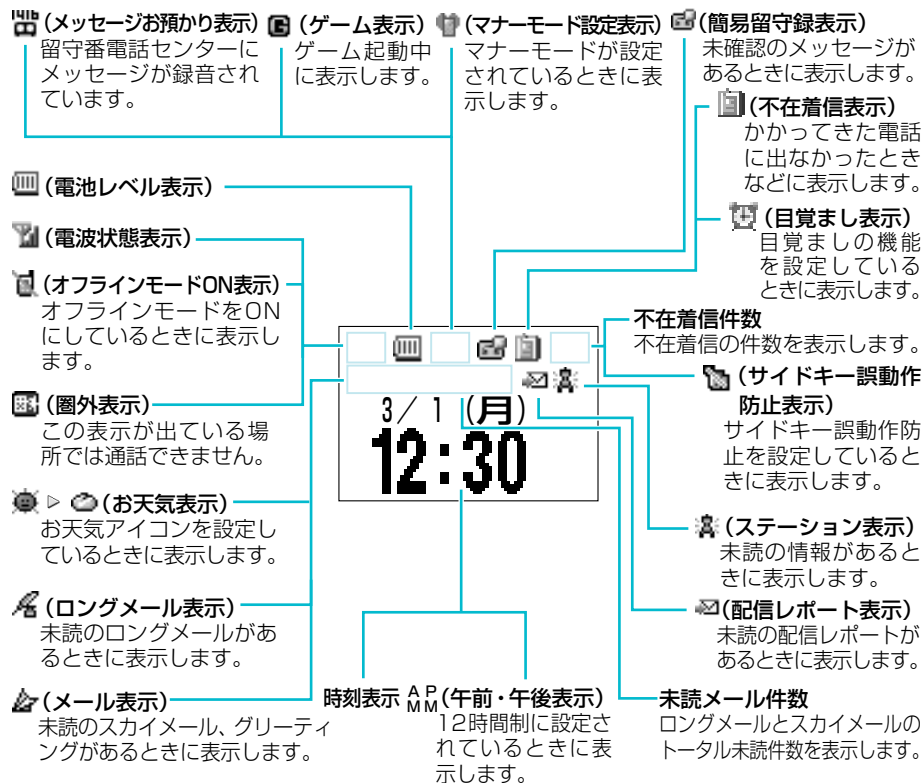 (メッセージお預かり表示)
留守番電話センターに
メッセージが録音され
ています。
(ゲーム表示)
ゲーム起動中
に表示します。
(マナーモード設定表示)
マナーモードが設定
されているときに表
示します。
(簡易留守録表示)
未確認のメッセージが
あるときに表示します。
(不在着信表示)
かかってきた電話
に出なかったとき
などに表示します。
(目覚まし表示)
目覚ましの機能
を設定している
ときに表示します。
(電池レベル表示)
(電波状態表示)
(オフラインモードON表示)
オフラインモードをON
にしているときに表示し
ます。
(圏外表示)
この表示が出ている場
所では通話できません。
(お天気表示)
お天気アイコンを設定し
ているときに表示します。
(ロングメール表示)
未読のロングメールがあ
るときに表示します。
(メール表示)
未読のスカイメール、グリーティ
ングがあるときに表示します。
3/ 1 (月)
12:30
不在着信件数
不在着信の件数を表示します。
(サイドキー誤動作
防止表示)
サイドキー誤動作防
止を設定していると
きに表示します。
(ステーション表示)
未読の情報があると
きに表示します。
(配信レポート表示)
未読の配信レポートが
あるときに表示します。
時刻表示
AM PM(午前・午後表示)
12時間制に設定さ
れているときに表
示します。
未読メール件数
ロングメールとスカイメールの
トータル未読件数を表示します。